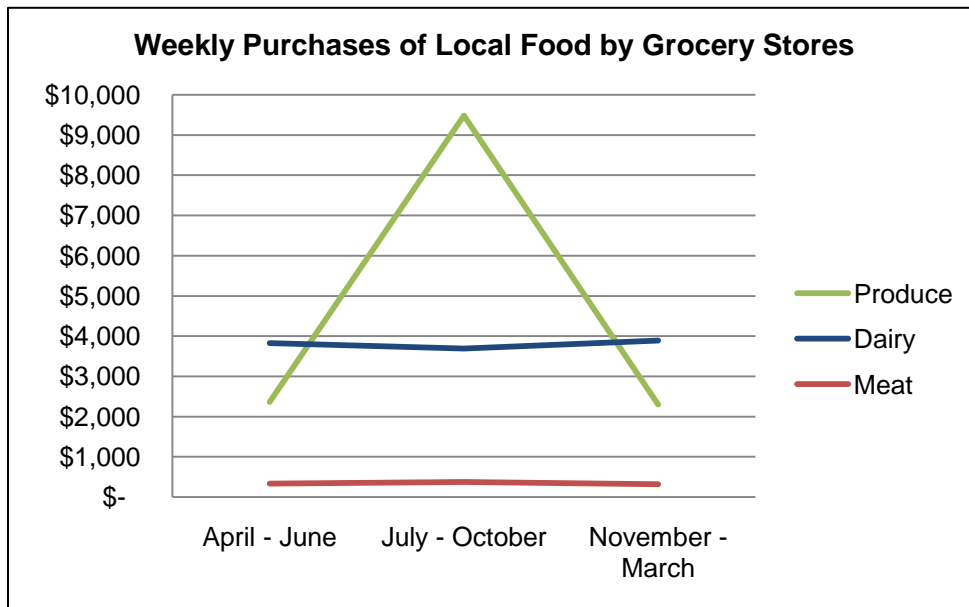 Weekly Purchases of Local Food by Grocery Stores
$10,000
$9,000
$8,000
$7,000
$6,000
$5,000
$4,000
$3,000
$2,000
$1,000
$-
April - June
July - October
November -
March
Produce
Dairy
Meat